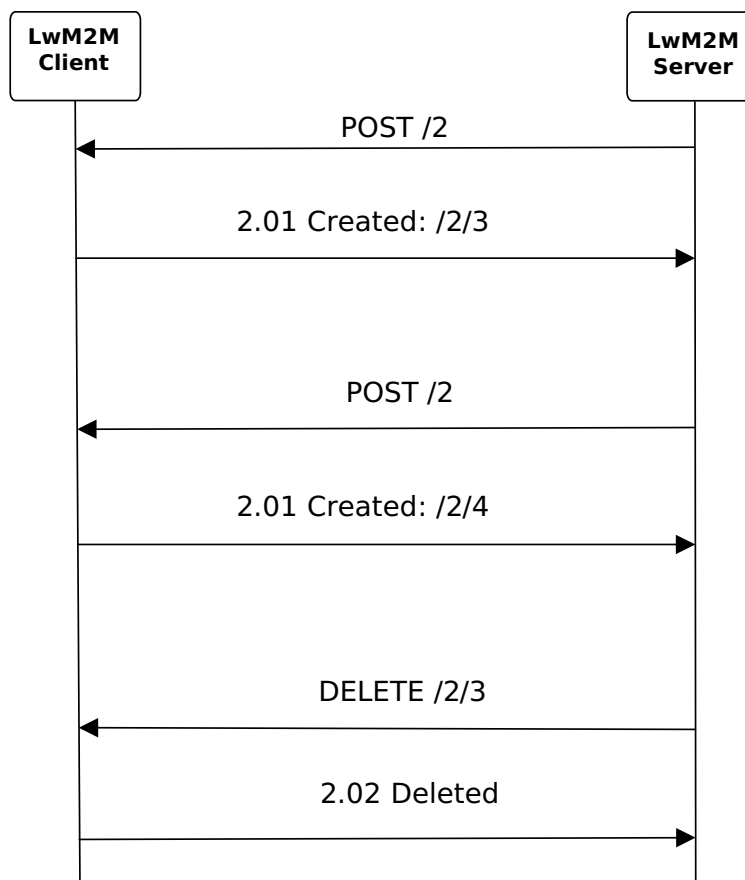 LwM2M
Client
LwM2M
Server
POST /2
2.01 Created: /2/3
POST /2
2.01 Created: /2/4
DELETE /2/3
2.02 Deleted